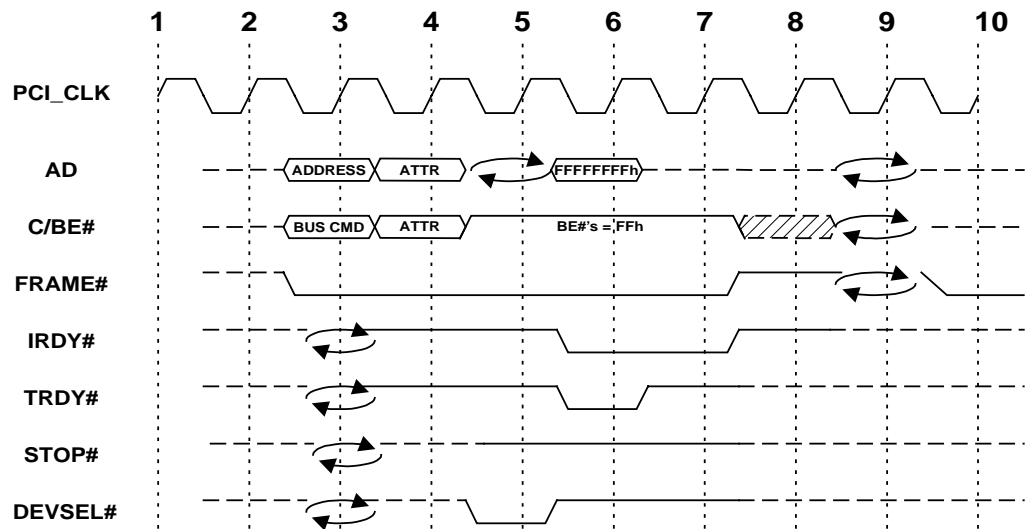 1 2 3 4 5 6 7 8 9 10
PCI_CLK
AD ADDRESS ATTR FFFFFFFFh
C/BE# BUS CMD ATTR BE#'s = FFh
FRAME#
IRDY#
TRDY#
STOP#
DEVSEL#